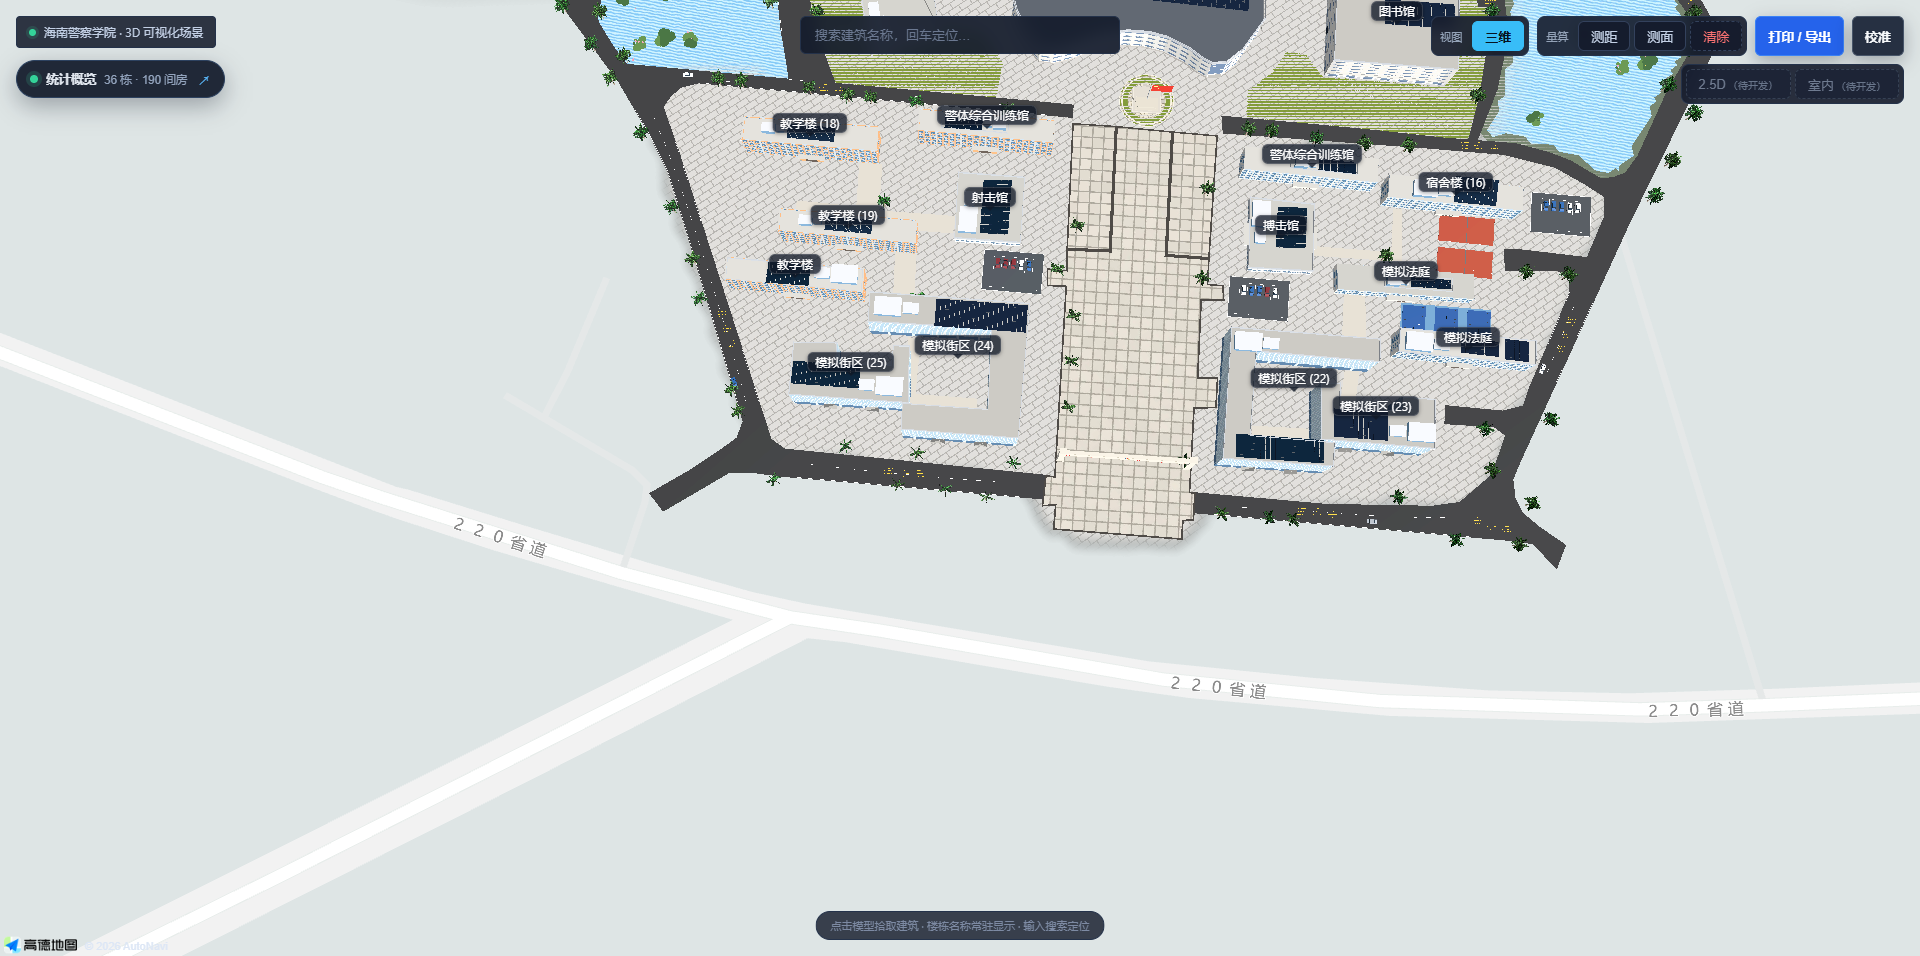 海南警察学院 · 3D 可视化场景
统计概览 36 栋 · 190 间房
搜索建筑名称，回车定位...
视图 三维
量算 测距 测面 清除
打印 / 导出
校准
2.5D （待开发）
室内 （待开发）
图书馆
教学楼 (18)
警体综合训练馆
警体综合训练馆
宿舍楼 (16)
射击馆
教学楼 (19)
搏击馆
教学楼
模拟法庭
模拟法庭
模拟街区 (24)
模拟街区 (25)
模拟街区 (22)
模拟街区 (23)
220省道
220省道
220省道
点击模型拾取建筑 · 楼栋名称常驻显示 · 输入搜索定位
高德地图 © 2026 AutoNavi